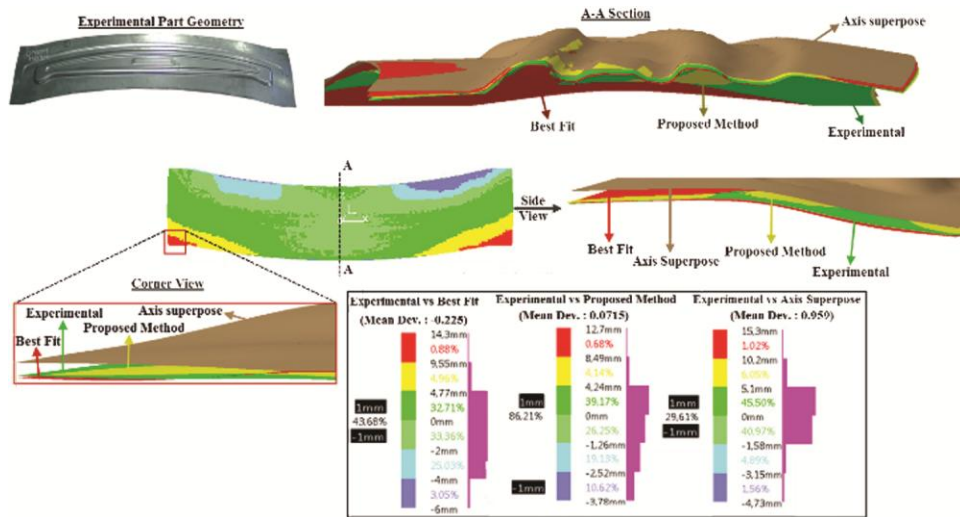 Experimental Part Geometry
A-A Section
Axis superpose
Best Fit
Proposed Method
Experimental
A
A
x
Side
View
Best Fit
Axis Superpose
Proposed Method
Experimental
Corner View
Experimental
Proposed Method
Axis superpose
Best Fit
Experimental vs Best Fit
(Mean Dev. : -0.225)
14,3mm
0.88%
9,55mm
4.96%
4,77mm
32.71%
0mm
33.36%
-2mm
25.03%
-4mm
3.05%
-6mm
1mm
43.68%
-1mm
Experimental vs Proposed Method
(Mean Dev. : 0.0715)
12.7mm
0.68%
8,49mm
4.14%
4,24mm
39.17%
0mm
26.25%
-1.26mm
19.13%
-2.52mm
10.62%
-3.78mm
1mm
86.21%
-1mm
Experimental vs Axis Superpose
(Mean Dev. : 0.959)
15,3mm
1.02%
10,2mm
6.05%
5.1mm
45.50%
0mm
40.97%
-1,58mm
4.89%
-3,15mm
1.56%
-4,73mm
1mm
29,61%
-1mm